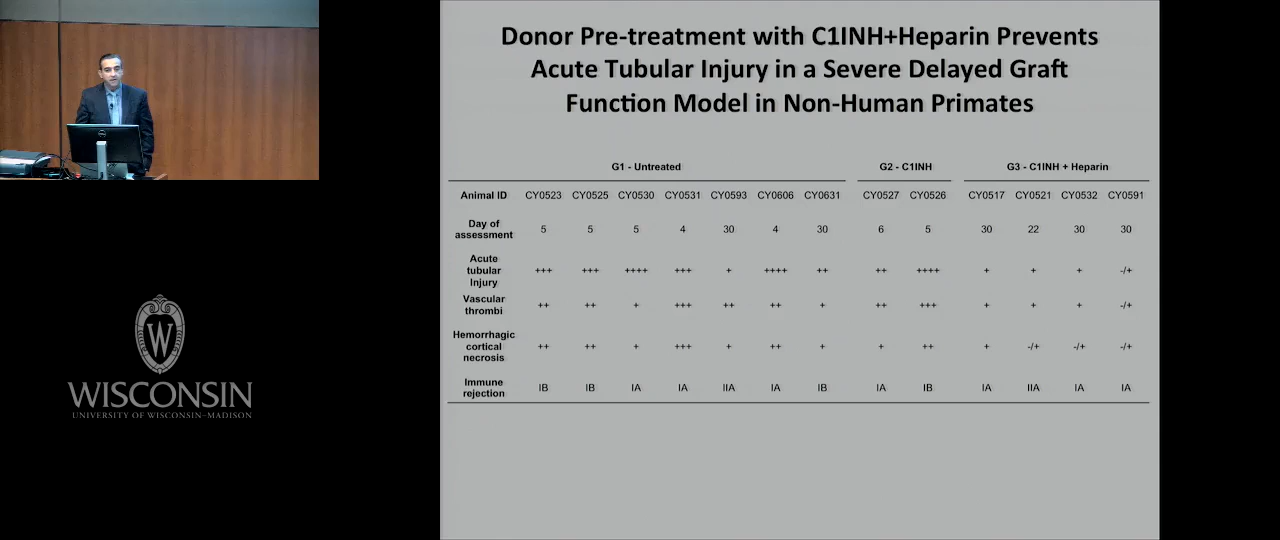 Donor Pre-treatment with C1INH+Heparin Prevents
Acute Tubular Injury in a Severe Delayed Graft
Function Model in Non-Human Primates
G1 - Untreated G2 - C1INH G3 - C1INH + Heparin
Animal ID CY0523 CY0525 CY0530 CY0531 CY0593 CY0606 CY0631 CY0527 CY0526 CY0517 CY0521 CY0532 CY0591
Day of
assessment 5 5 5 4 30 4 30 6 5 30 22 30 30
Acute
tubular
Injury +++ +++ ++++ +++ + ++++ ++ ++ ++++ + + + -/+
Vascular
thrombi ++ ++ + +++ ++ ++ + ++ +++ + + + -/+
Hemorrhagic
cortical
necrosis ++ ++ + +++ + ++ + + ++ + -/+ -/+ -/+
Immune
rejection IB IB IA IA IIA IA IB IA IB IA IIA IA IA
W
WISCONSIN
UNIVERSITY OF WISCONSIN–MADISON